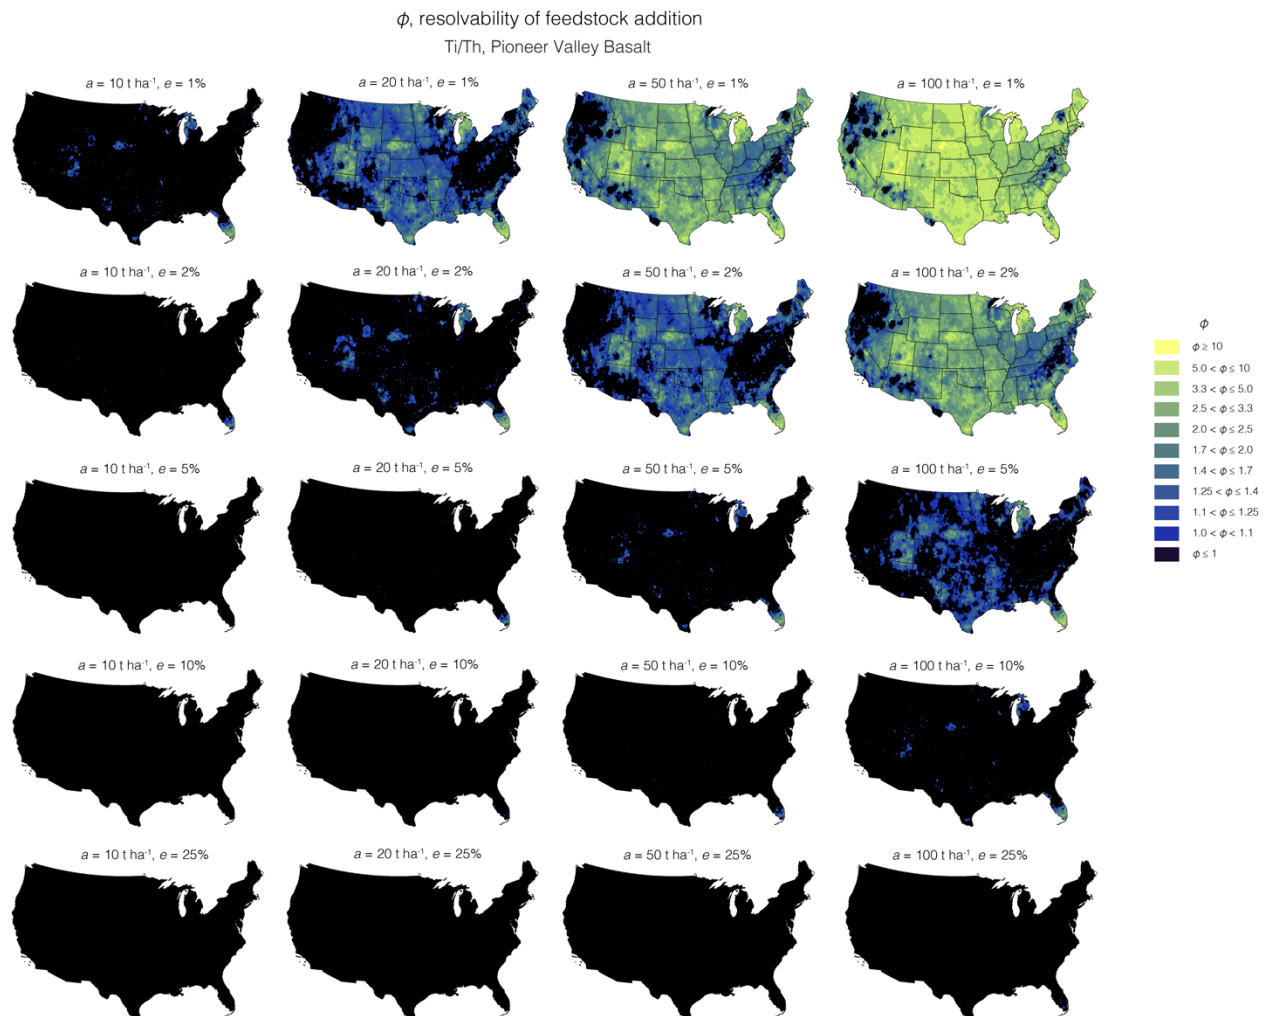 ϕ, resolvability of feedstock addition
Ti/Th, Pioneer Valley Basalt
a = 10 t ha⁻¹, e = 1%
a = 20 t ha⁻¹, e = 1%
a = 50 t ha⁻¹, e = 1%
a = 100 t ha⁻¹, e = 1%
a = 10 t ha⁻¹, e = 2%
a = 20 t ha⁻¹, e = 2%
a = 50 t ha⁻¹, e = 2%
a = 100 t ha⁻¹, e = 2%
a = 10 t ha⁻¹, e = 5%
a = 20 t ha⁻¹, e = 5%
a = 50 t ha⁻¹, e = 5%
a = 100 t ha⁻¹, e = 5%
a = 10 t ha⁻¹, e = 10%
a = 20 t ha⁻¹, e = 10%
a = 50 t ha⁻¹, e = 10%
a = 100 t ha⁻¹, e = 10%
a = 10 t ha⁻¹, e = 25%
a = 20 t ha⁻¹, e = 25%
a = 50 t ha⁻¹, e = 25%
a = 100 t ha⁻¹, e = 25%
ϕ
ϕ ≥ 10
5.0 < ϕ ≤ 10
3.3 < ϕ ≤ 5.0
2.5 < ϕ ≤ 3.3
2.0 < ϕ ≤ 2.5
1.7 < ϕ ≤ 2.0
1.4 < ϕ ≤ 1.7
1.25 < ϕ ≤ 1.4
1.1 < ϕ ≤ 1.25
1.0 < ϕ < 1.1
ϕ ≤ 1